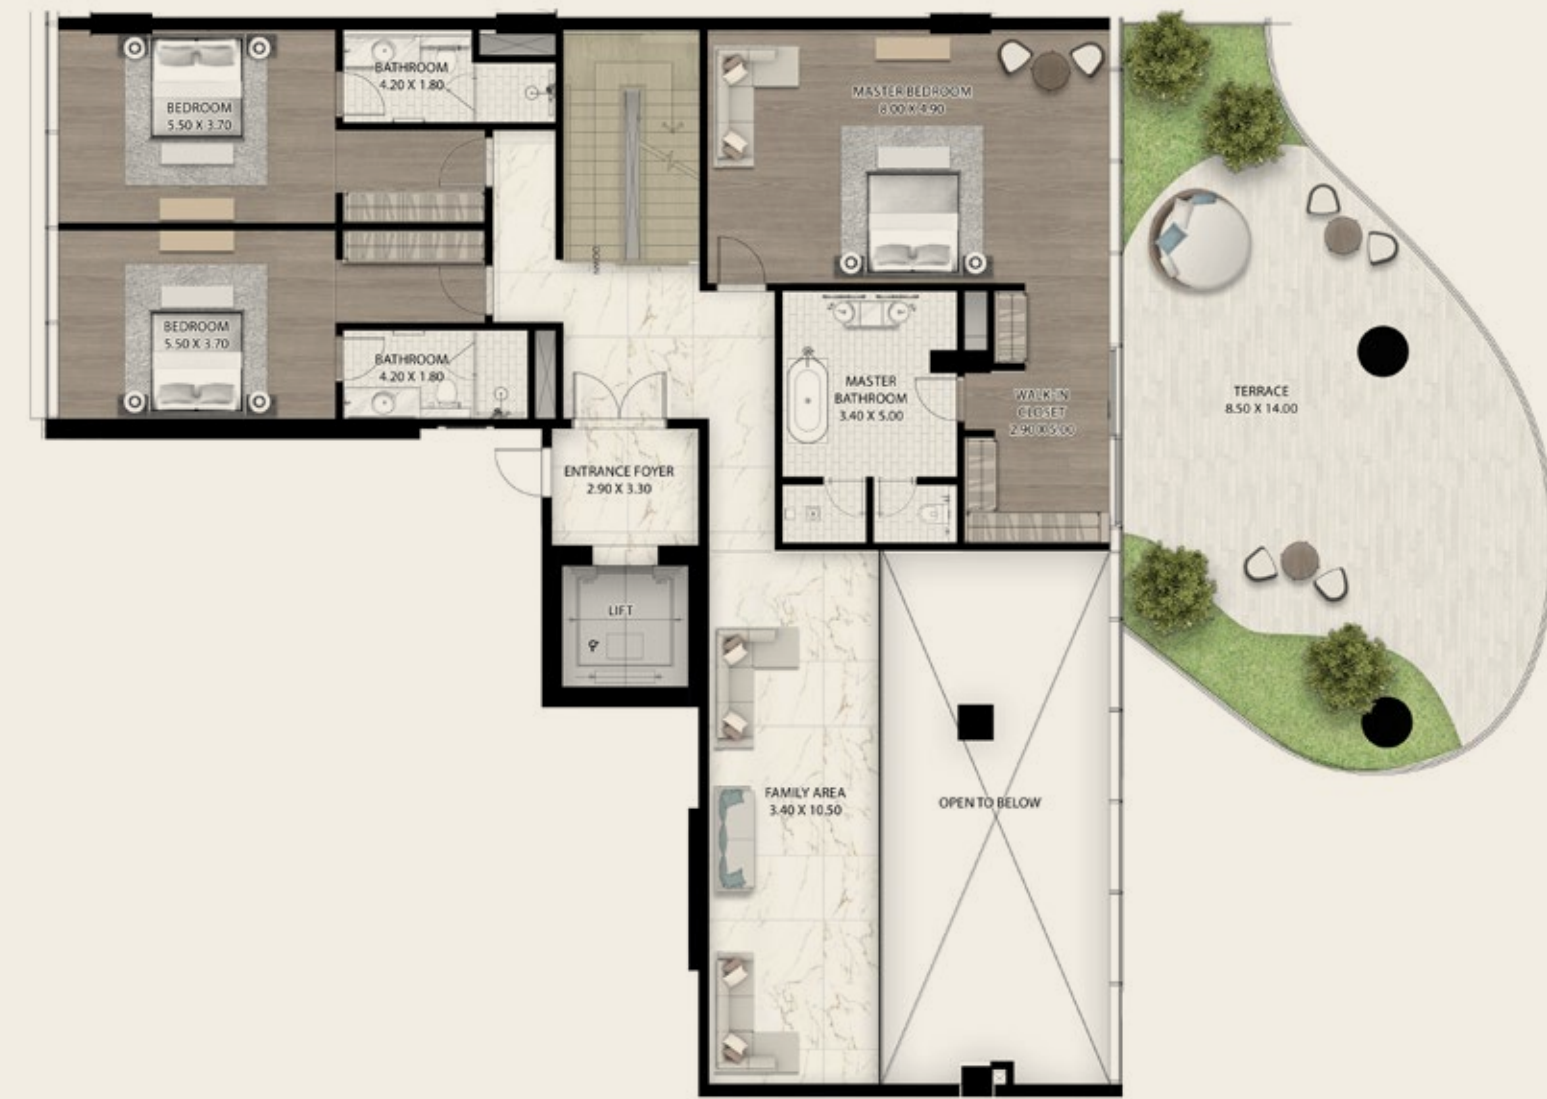 BATHROOM
4.20 X 1.80
BEDROOM
5.50 X 3.70
MASTER BEDROOM
8.00 X 4.90
DOWN
BEDROOM
5.50 X 3.70
BATHROOM
4.20 X 1.80
MASTER
BATHROOM
3.40 X 5.00
WALK-IN
CLOSET
2.90 X 5.00
TERRACE
8.50 X 14.00
ENTRANCE FOYER
2.90 X 3.30
LIFT
FAMILY AREA
3.40 X 10.50
OPEN TO BELOW